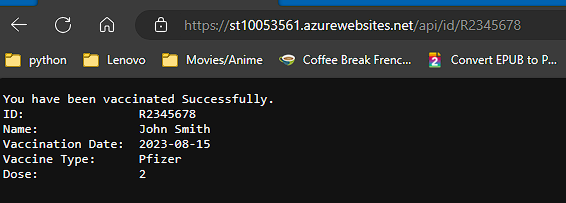 https://st10053561.azurewebsites.net/api/id/R2345678
python Lenovo Movies/Anime Coffee Break Frenc... 2 Convert EPUB to P...
You have been vaccinated Successfully.
ID: R2345678
Name: John Smith
Vaccination Date: 2023-08-15
Vaccine Type: Pfizer
Dose: 2